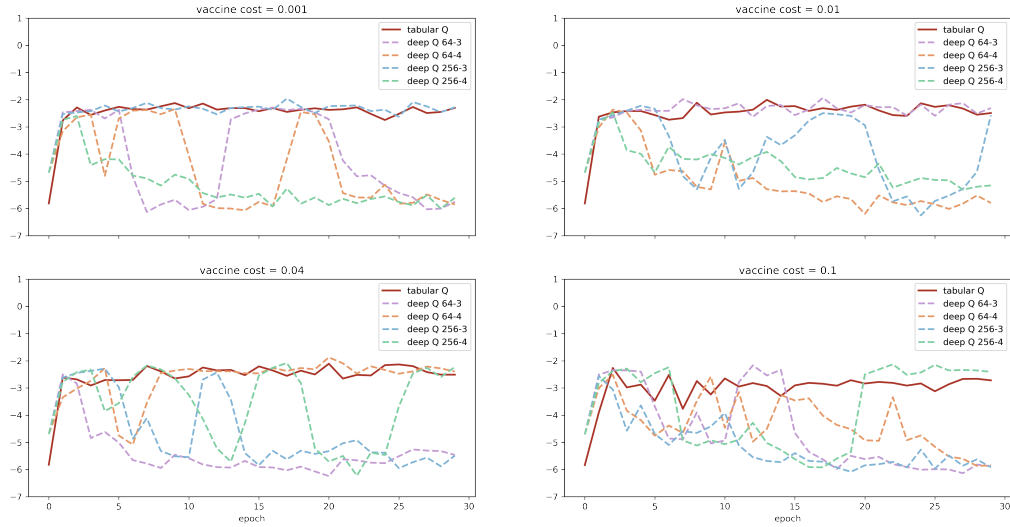 vaccine cost = 0.001
1
0
−1
−2
−3
−4
−5
−6
−7
tabular Q
deep Q 64-3
deep Q 64-4
deep Q 256-3
deep Q 256-4
vaccine cost = 0.01
1
0
−1
−2
−3
−4
−5
−6
−7
tabular Q
deep Q 64-3
deep Q 64-4
deep Q 256-3
deep Q 256-4
vaccine cost = 0.04
1
0
−1
−2
−3
−4
−5
−6
−7
tabular Q
deep Q 64-3
deep Q 64-4
deep Q 256-3
deep Q 256-4
0 5 10 15 20 25 30
epoch
vaccine cost = 0.1
1
0
−1
−2
−3
−4
−5
−6
−7
tabular Q
deep Q 64-3
deep Q 64-4
deep Q 256-3
deep Q 256-4
0 5 10 15 20 25 30
epoch